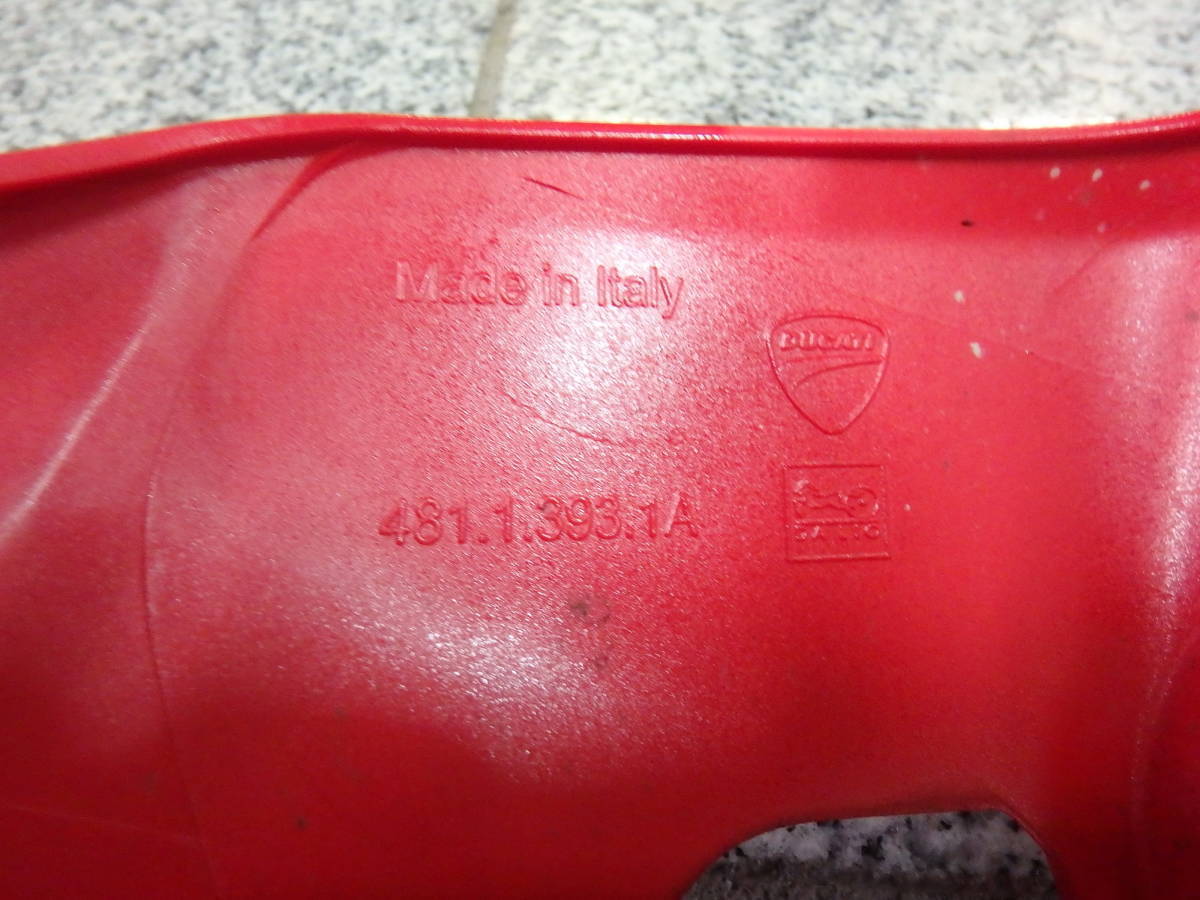 Made in Italy
DUCATI
481.1.393.1A